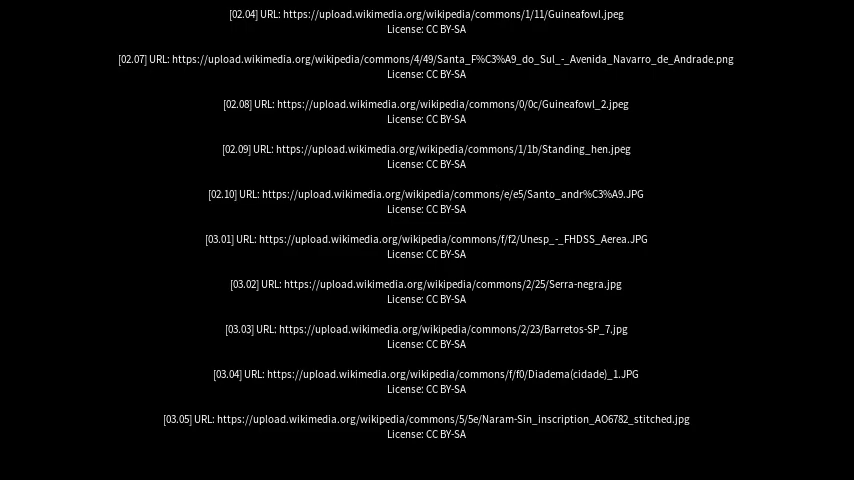 [02.04] URL: https://upload.wikimedia.org/wikipedia/commons/1/11/Guineafowl.jpeg
License: CC BY-SA
[02.07] URL: https://upload.wikimedia.org/wikipedia/commons/4/49/Santa_F%C3%A9_do_Sul_-_Avenida_Navarro_de_Andrade.png
License: CC BY-SA
[02.08] URL: https://upload.wikimedia.org/wikipedia/commons/0/0c/Guineafowl_2.jpeg
License: CC BY-SA
[02.09] URL: https://upload.wikimedia.org/wikipedia/commons/1/1b/Standing_hen.jpeg
License: CC BY-SA
[02.10] URL: https://upload.wikimedia.org/wikipedia/commons/e/e5/Santo_andr%C3%A9.JPG
License: CC BY-SA
[03.01] URL: https://upload.wikimedia.org/wikipedia/commons/f/f2/Unesp_-_FHDSS_Aerea.JPG
License: CC BY-SA
[03.02] URL: https://upload.wikimedia.org/wikipedia/commons/2/25/Serra-negra.jpg
License: CC BY-SA
[03.03] URL: https://upload.wikimedia.org/wikipedia/commons/2/23/Barretos-SP_7.jpg
License: CC BY-SA
[03.04] URL: https://upload.wikimedia.org/wikipedia/commons/f/f0/Diadema(cidade)_1.JPG
License: CC BY-SA
[03.05] URL: https://upload.wikimedia.org/wikipedia/commons/5/5e/Naram-Sin_inscription_AO6782_stitched.jpg
License: CC BY-SA